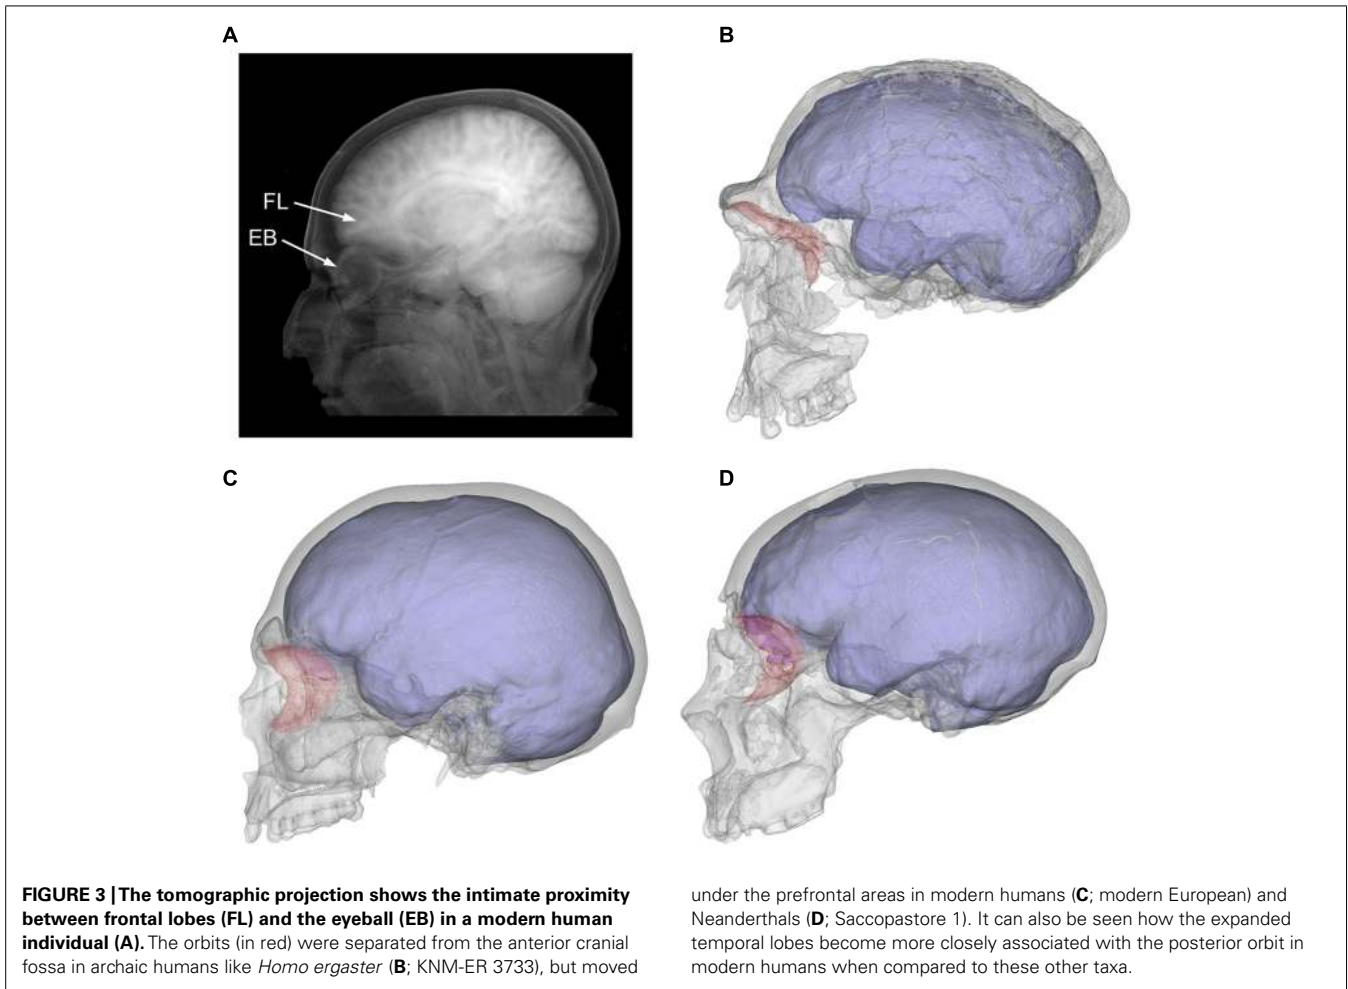 A
B
FL
EB
C
D
FIGURE 3 | The tomographic projection shows the intimate proximity
between frontal lobes (FL) and the eyeball (EB) in a modern human
individual (A). The orbits (in red) were separated from the anterior cranial
fossa in archaic humans like Homo ergaster (B; KNM-ER 3733), but moved
under the prefrontal areas in modern humans (C; modern European) and
Neanderthals (D; Saccopastore 1). It can also be seen how the expanded
temporal lobes become more closely associated with the posterior orbit in
modern humans when compared to these other taxa.